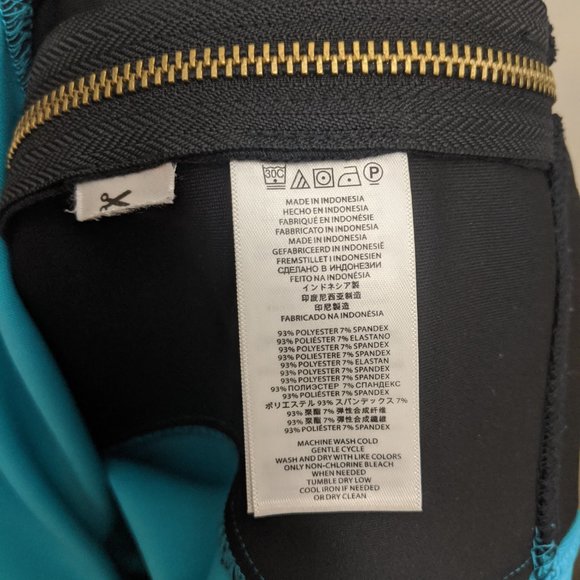 30C P
MADE IN INDONESIA
HECHO EN INDONESIA
FABRIQUÉ EN INDONÉSIE
FABBRICATO IN INDONESIA
MADE IN INDONESIA
GEFABRICEERD IN INDONESIË
FREMSTILLET I INDONESIEN
СДЕЛАНО В ИНДОНЕЗИИ
FEITO NA INDONÉSIA
インドネシア製
印度尼西亚制造
印尼製造
FABRICADO NA INDONÉSIA
93% POLYESTER 7% SPANDEX
93% POLIÉSTER 7% ELASTANO
93% POLYESTER 7% SPANDEX
93% POLIESTERE 7% SPANDEX
93% POLYESTER 7% SPANDEX
93% POLYESTER 7% ELASTAN
93% POLYESTER 7% SPANDEX
93% ПОЛИЭСТЕР 7% СПАНДЕКС
93% POLIÉSTER 7% SPANDEX
ポリエステル 93% スパンデックス 7%
93% 聚酯 7% 弹性合成纤维
93% 聚酯 7% 彈性合成纖維
93% POLIÉSTER 7% SPANDEX
MACHINE WASH COLD
GENTLE CYCLE
WASH AND DRY WITH LIKE COLORS
ONLY NON-CHLORINE BLEACH
WHEN NEEDED
TUMBLE DRY LOW
COOL IRON IF NEEDED
OR DRY CLEAN